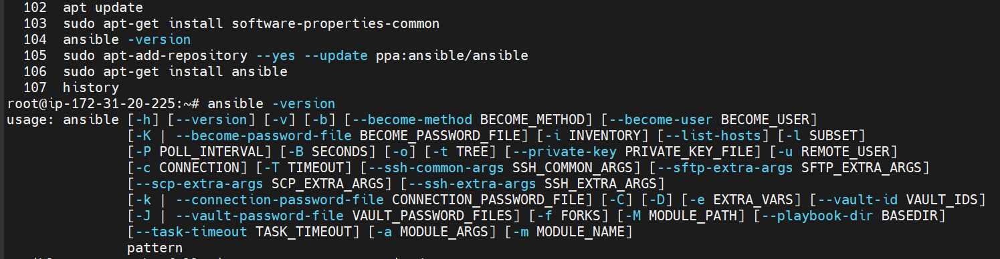 102 apt update
103 sudo apt-get install software-properties-common
104 ansible -version
105 sudo apt-add-repository --yes --update ppa:ansible/ansible
106 sudo apt-get install ansible
107 history
root@ip-172-31-20-225:~# ansible -version
usage: ansible [-h] [--version] [-v] [-b] [--become-method BECOME_METHOD] [--become-user BECOME_USER]
[-K | --become-password-file BECOME_PASSWORD_FILE] [-i INVENTORY] [--list-hosts] [-l SUBSET]
[-P POLL_INTERVAL] [-B SECONDS] [-o] [-t TREE] [--private-key PRIVATE_KEY_FILE] [-u REMOTE_USER]
[-c CONNECTION] [-T TIMEOUT] [--ssh-common-args SSH_COMMON_ARGS] [--sftp-extra-args SFTP_EXTRA_ARGS]
[--scp-extra-args SCP_EXTRA_ARGS] [--ssh-extra-args SSH_EXTRA_ARGS]
[-k | --connection-password-file CONNECTION_PASSWORD_FILE] [-C] [-D] [-e EXTRA_VARS] [--vault-id VAULT_IDS]
[-J | --vault-password-file VAULT_PASSWORD_FILES] [-f FORKS] [-M MODULE_PATH] [--playbook-dir BASEDIR]
[--task-timeout TASK_TIMEOUT] [-a MODULE_ARGS] [-m MODULE_NAME]
pattern